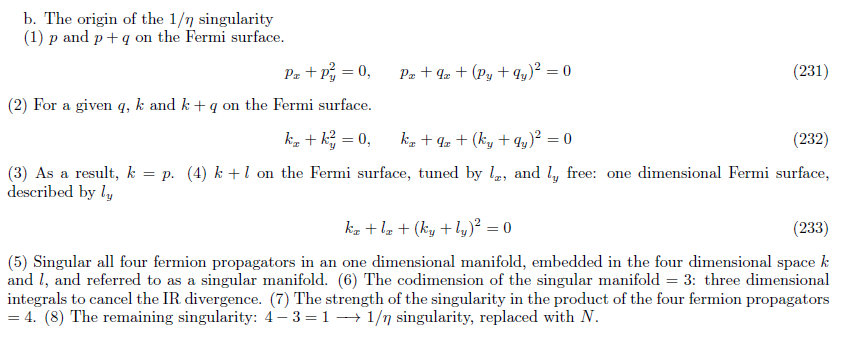 b. The origin of the 1/η singularity
(1) p and p + q on the Fermi surface.
p_x + p_y^2 = 0, p_x + q_x + (p_y + q_y)^2 = 0 (231)
(2) For a given q, k and k + q on the Fermi surface.
k_x + k_y^2 = 0, k_x + q_x + (k_y + q_y)^2 = 0 (232)
(3) As a result, k = p. (4) k + l on the Fermi surface, tuned by l_x, and l_y free: one dimensional Fermi surface,
described by l_y
k_x + l_x + (k_y + l_y)^2 = 0 (233)
(5) Singular all four fermion propagators in an one dimensional manifold, embedded in the four dimensional space k
and l, and referred to as a singular manifold. (6) The codimension of the singular manifold = 3: three dimensional
integrals to cancel the IR divergence. (7) The strength of the singularity in the product of the four fermion propagators
= 4. (8) The remaining singularity: 4 − 3 = 1 ⟶ 1/η singularity, replaced with N.